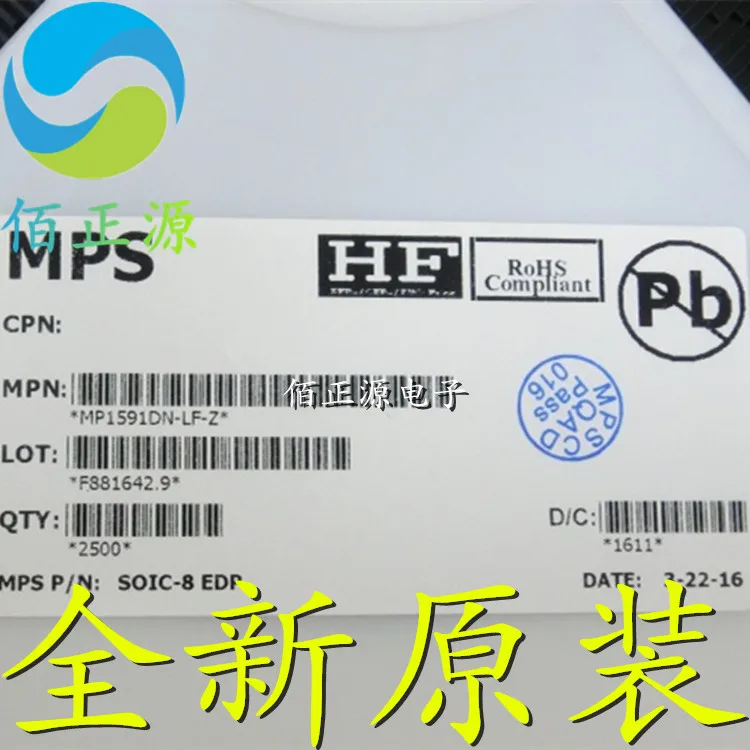 佰正源
MPS
HF
RoHS
Compliant
Pb
CPN:
MPN:
佰正源电子
*MP1591DN-LF-Z*
MPSCD
QA
Pass
016
LOT:
*F881642.9*
QTY:
*2500*
D/C:
*1611*
MPS P/N: SOIC-8 EDP
DATE: 3-22-16
全新原装